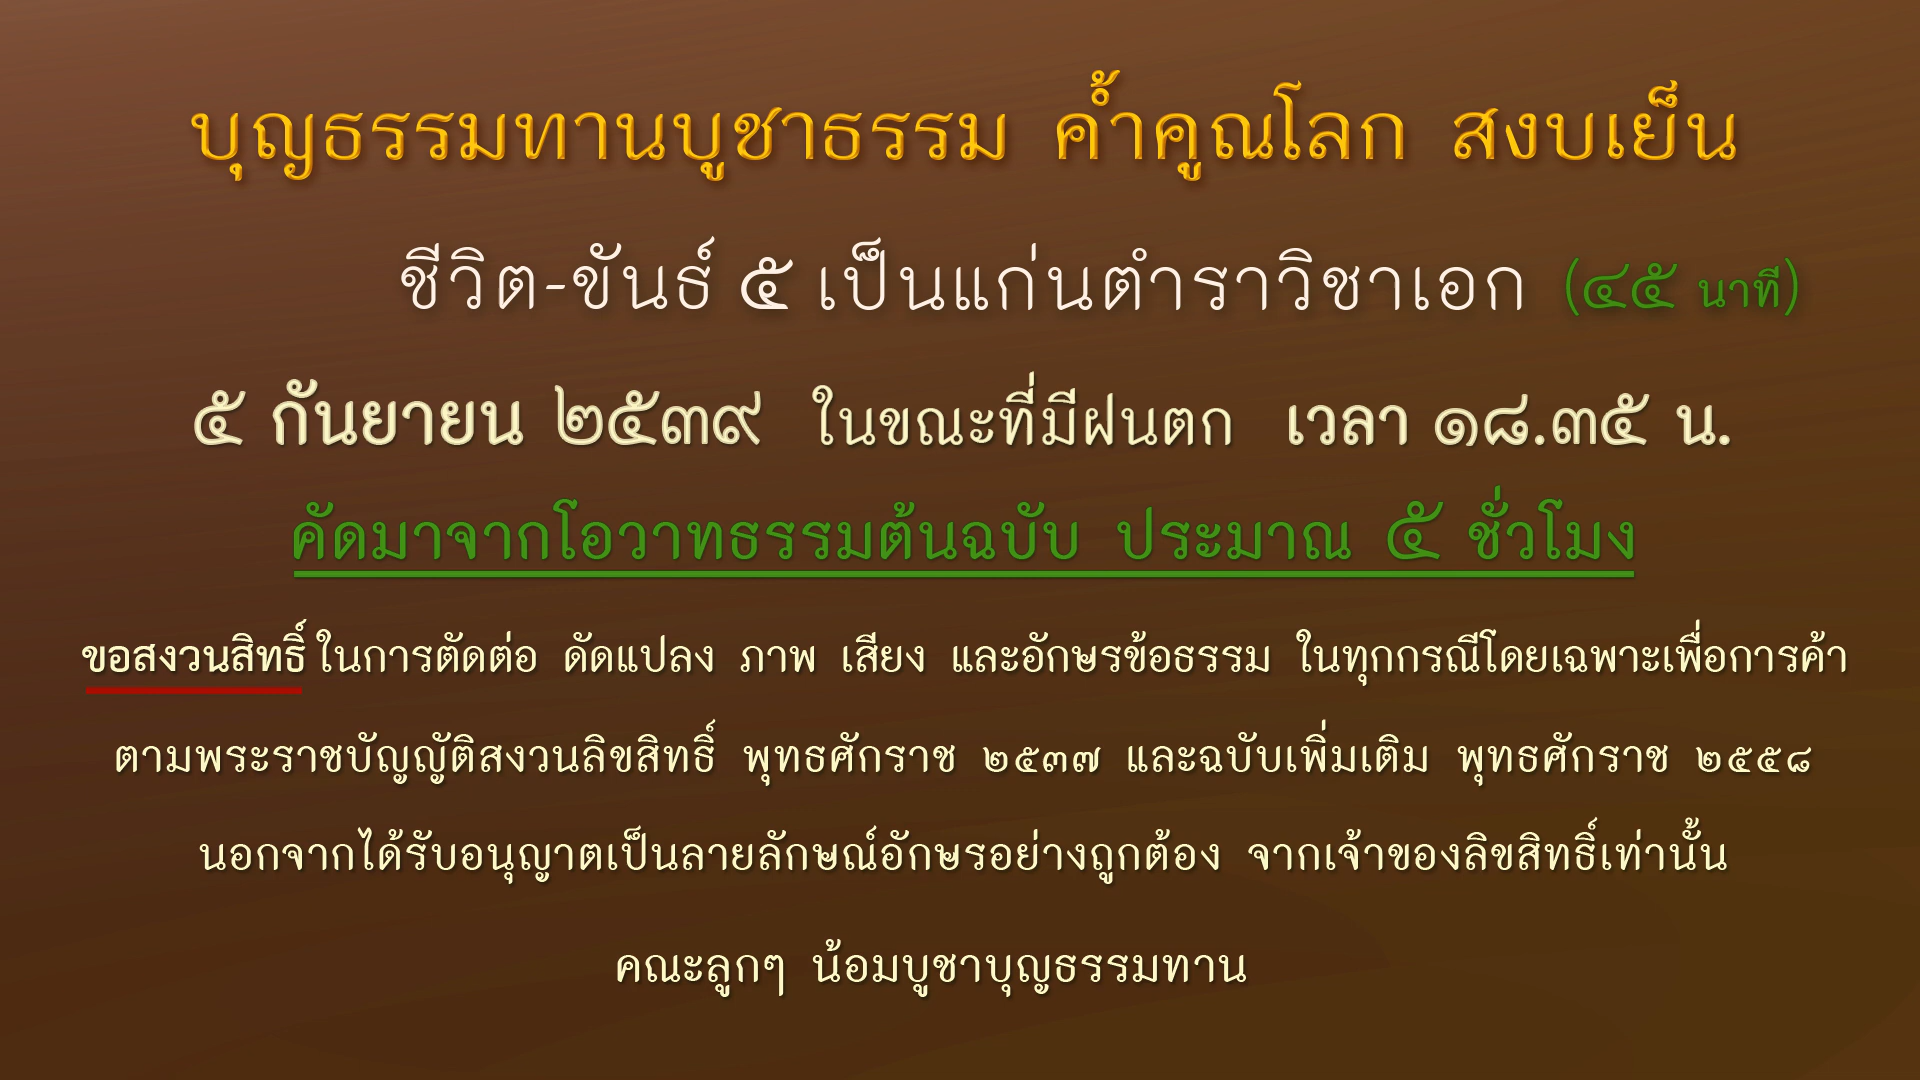 บุญธรรมทานบูชาธรรม ค้ำคูณโลก สงบเย็น
ชีวิต-ขันธ์ ๕ เป็นแก่นตำราวิชาเอก (๔๕ นาที)
๕ กันยายน ๒๕๓๙ ในขณะที่มีฝนตก เวลา ๑๘.๓๕ น.
คัดมาจากโอวาทธรรมต้นฉบับ ประมาณ ๕ ชั่วโมง
ขอสงวนสิทธิ์ ในการตัดต่อ ดัดแปลง ภาพ เสียง และอักษรข้อธรรม ในทุกกรณีโดยเฉพาะเพื่อการค้า
ตามพระราชบัญญัติสงวนลิขสิทธิ์ พุทธศักราช ๒๕๓๗ และฉบับเพิ่มเติม พุทธศักราช ๒๕๕๘
นอกจากได้รับอนุญาตเป็นลายลักษณ์อักษรอย่างถูกต้อง จากเจ้าของลิขสิทธิ์เท่านั้น
คณะลูกๆ น้อมบูชาบุญธรรมทาน